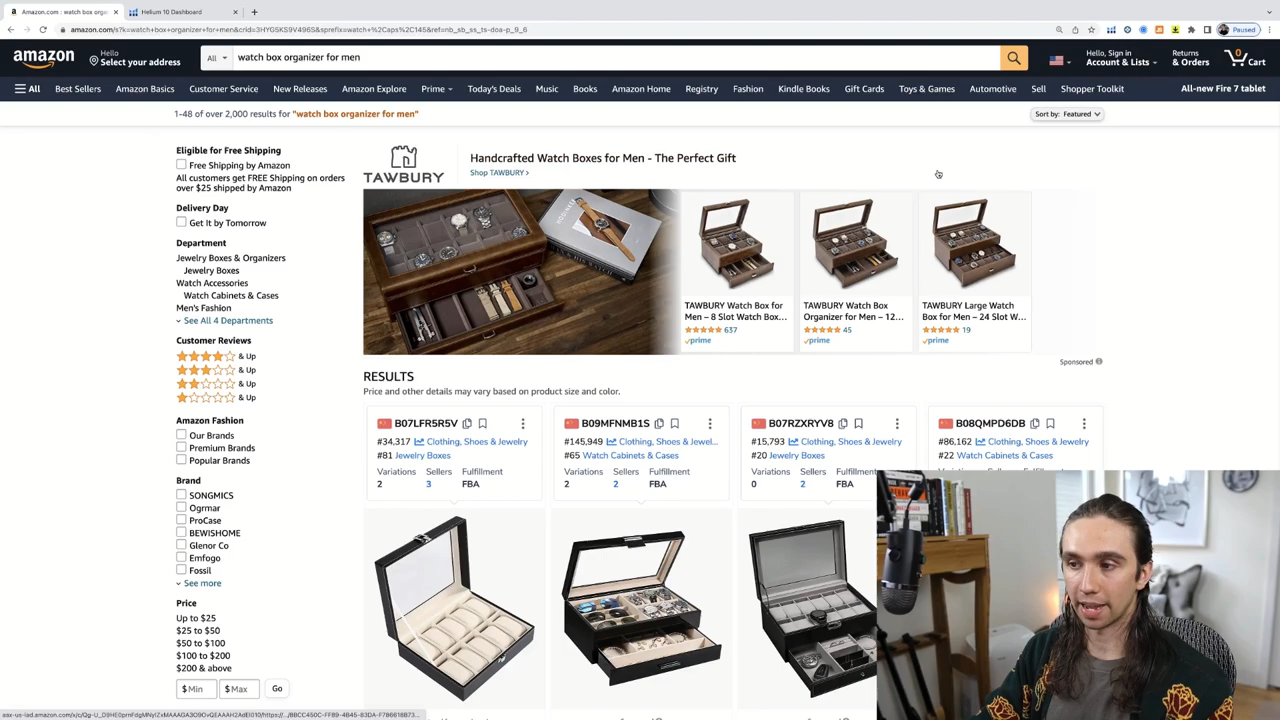 Amazon.com : watch box orga
Helium 10 Dashboard
amazon.com/s?k=watch+box+organizer+for+men&crid=3HYG5KS9V496S&sprefix=watch+%2Caps%2C145&ref=nb_sb_ss_ts-doa-p_9_6
Paused
amazon
Hello
Select your address
All
watch box organizer for men
Hello, Sign in
Account & Lists
Returns
& Orders
0
Cart
All
Best Sellers
Amazon Basics
Customer Service
New Releases
Amazon Explore
Prime
Today's Deals
Music
Books
Amazon Home
Registry
Fashion
Kindle Books
Gift Cards
Toys & Games
Automotive
Sell
Shopper Toolkit
All-new Fire 7 tablet
1-48 of over 2,000 results for "watch box organizer for men"
Sort by: Featured
Eligible for Free Shipping
Free Shipping by Amazon
All customers get FREE Shipping on orders
over $25 shipped by Amazon
Delivery Day
Get It by Tomorrow
Department
Jewelry Boxes & Organizers
Jewelry Boxes
Watch Accessories
Watch Cabinets & Cases
Men's Fashion
See All 4 Departments
Customer Reviews
& Up
& Up
& Up
& Up
Amazon Fashion
Our Brands
Premium Brands
Popular Brands
Brand
SONGMICS
Ogrmar
ProCase
BEWISHOME
Glenor Co
Emfogo
Fossil
See more
Price
Up to $25
$25 to $50
$50 to $100
$100 to $200
$200 & above
$ Min
$ Max
Go
TAWBURY
Handcrafted Watch Boxes for Men - The Perfect Gift
Shop TAWBURY ›
HODINKEE
TAWBURY Watch Box for
Men – 8 Slot Watch Box...
637
prime
TAWBURY Watch Box
Organizer for Men – 12...
45
prime
TAWBURY Large Watch
Box for Men – 24 Slot W...
19
prime
Sponsored
RESULTS
Price and other details may vary based on product size and color.
B07LFR5R5V
#34,317 Clothing, Shoes & Jewelry
#81 Jewelry Boxes
Variations Sellers Fulfillment
2 3 FBA
B09MFNMB1S
#145,949 Clothing, Shoes & Jewel...
#65 Watch Cabinets & Cases
Variations Sellers Fulfillment
2 2 FBA
B07RZXRYV8
#15,793 Clothing, Shoes & Jewelry
#20 Jewelry Boxes
Variations Sellers Fulfillment
0 2 FBA
B08QMPD6DB
#86,162 Clothing, Shoes & Jewelry
#22 Watch Cabinets & Cases